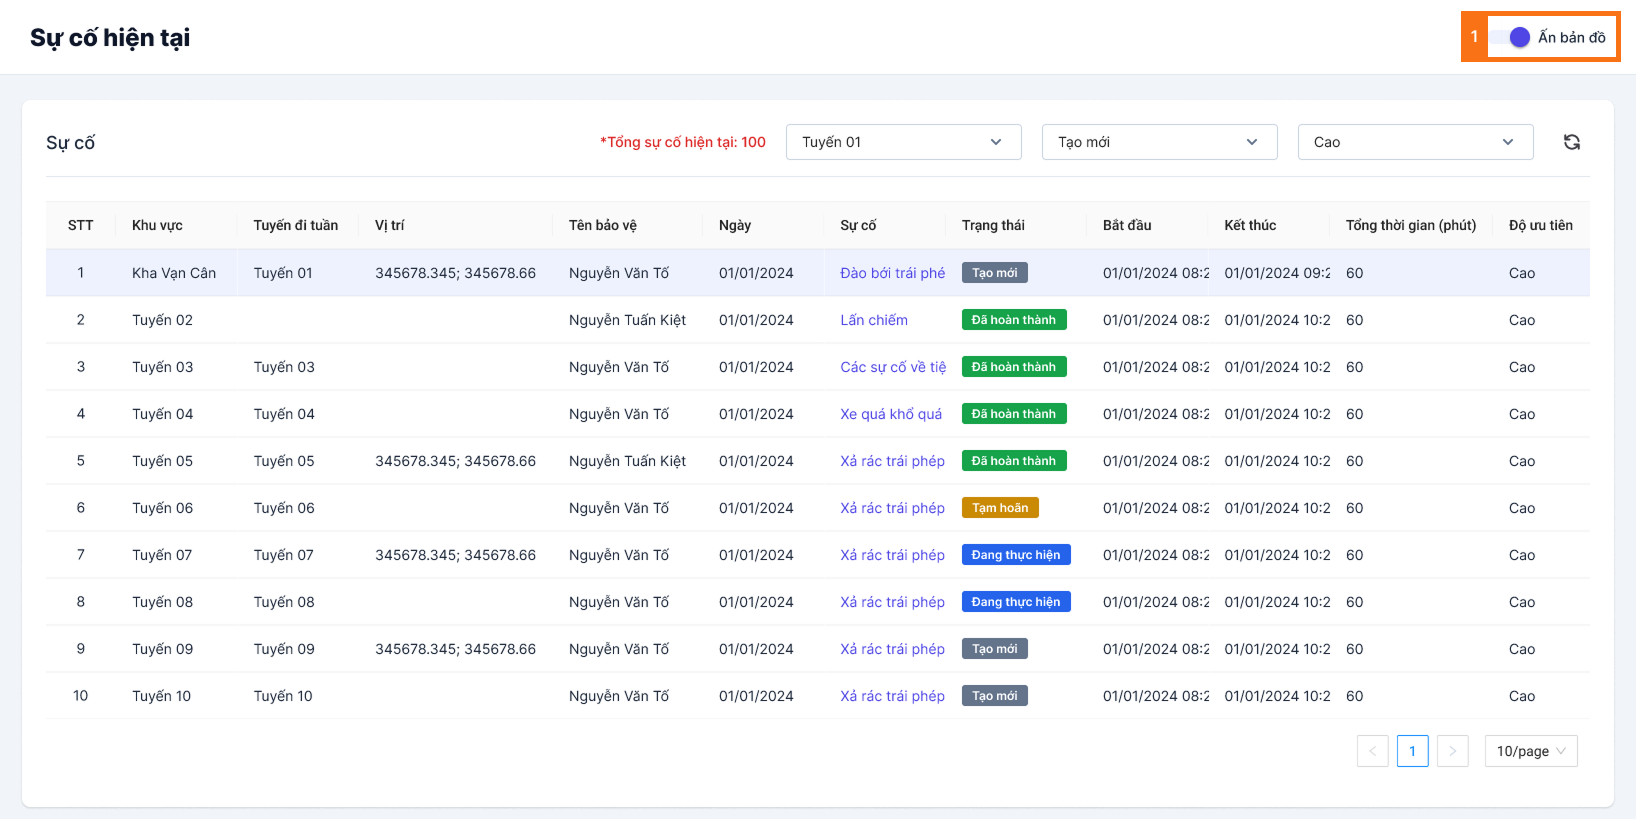 Sự cố hiện tại
1 Ấn bản đồ
Sự cố *Tổng sự cố hiện tại: 100 Tuyến 01 Tạo mới Cao
STT Khu vực Tuyến đi tuần Vị trí Tên bảo vệ Ngày Sự cố Trạng thái Bắt đầu Kết thúc Tổng thời gian (phút) Độ ưu tiên
1 Kha Vạn Cân Tuyến 01 345678.345; 345678.66 Nguyễn Văn Tố 01/01/2024 Đào bới trái phé Tạo mới 01/01/2024 08:2 01/01/2024 09:2 60 Cao
2 Tuyến 02 Nguyễn Tuấn Kiệt 01/01/2024 Lấn chiếm Đã hoàn thành 01/01/2024 08:2 01/01/2024 10:2 60 Cao
3 Tuyến 03 Tuyến 03 Nguyễn Văn Tố 01/01/2024 Các sự cố về tiệ Đã hoàn thành 01/01/2024 08:2 01/01/2024 10:2 60 Cao
4 Tuyến 04 Tuyến 04 Nguyễn Văn Tố 01/01/2024 Xe quá khổ quá Đã hoàn thành 01/01/2024 08:2 01/01/2024 10:2 60 Cao
5 Tuyến 05 Tuyến 05 345678.345; 345678.66 Nguyễn Tuấn Kiệt 01/01/2024 Xả rác trái phép Đã hoàn thành 01/01/2024 08:2 01/01/2024 10:2 60 Cao
6 Tuyến 06 Tuyến 06 Nguyễn Văn Tố 01/01/2024 Xả rác trái phép Tạm hoãn 01/01/2024 08:2 01/01/2024 10:2 60 Cao
7 Tuyến 07 Tuyến 07 345678.345; 345678.66 Nguyễn Văn Tố 01/01/2024 Xả rác trái phép Đang thực hiện 01/01/2024 08:2 01/01/2024 10:2 60 Cao
8 Tuyến 08 Tuyến 08 Nguyễn Văn Tố 01/01/2024 Xả rác trái phép Đang thực hiện 01/01/2024 08:2 01/01/2024 10:2 60 Cao
9 Tuyến 09 Tuyến 09 345678.345; 345678.66 Nguyễn Văn Tố 01/01/2024 Xả rác trái phép Tạo mới 01/01/2024 08:2 01/01/2024 10:2 60 Cao
10 Tuyến 10 Tuyến 10 Nguyễn Văn Tố 01/01/2024 Xả rác trái phép Tạo mới 01/01/2024 08:2 01/01/2024 10:2 60 Cao
< 1 > 10/page